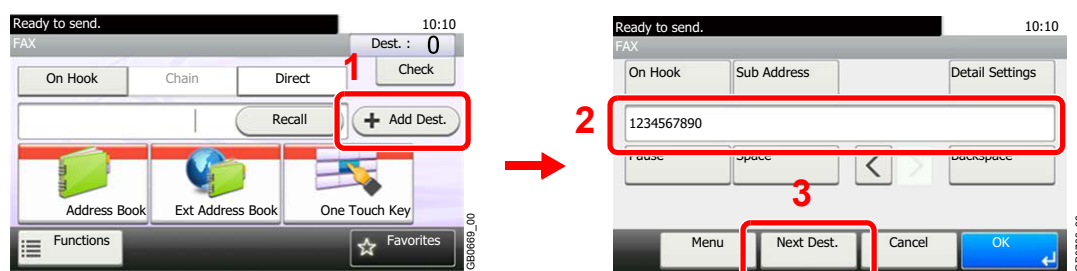 Ready to send. 10:10
FAX Dest. : 0
1
Check
On Hook Chain Direct
Recall Add Dest.
Address Book Ext Address Book One Touch Key
Functions Favorites
GB0669_00
Ready to send. 10:10
FAX
On Hook Sub Address Detail Settings
2
1234567890
Pause Space < > Backspace
3
Menu Next Dest. Cancel OK